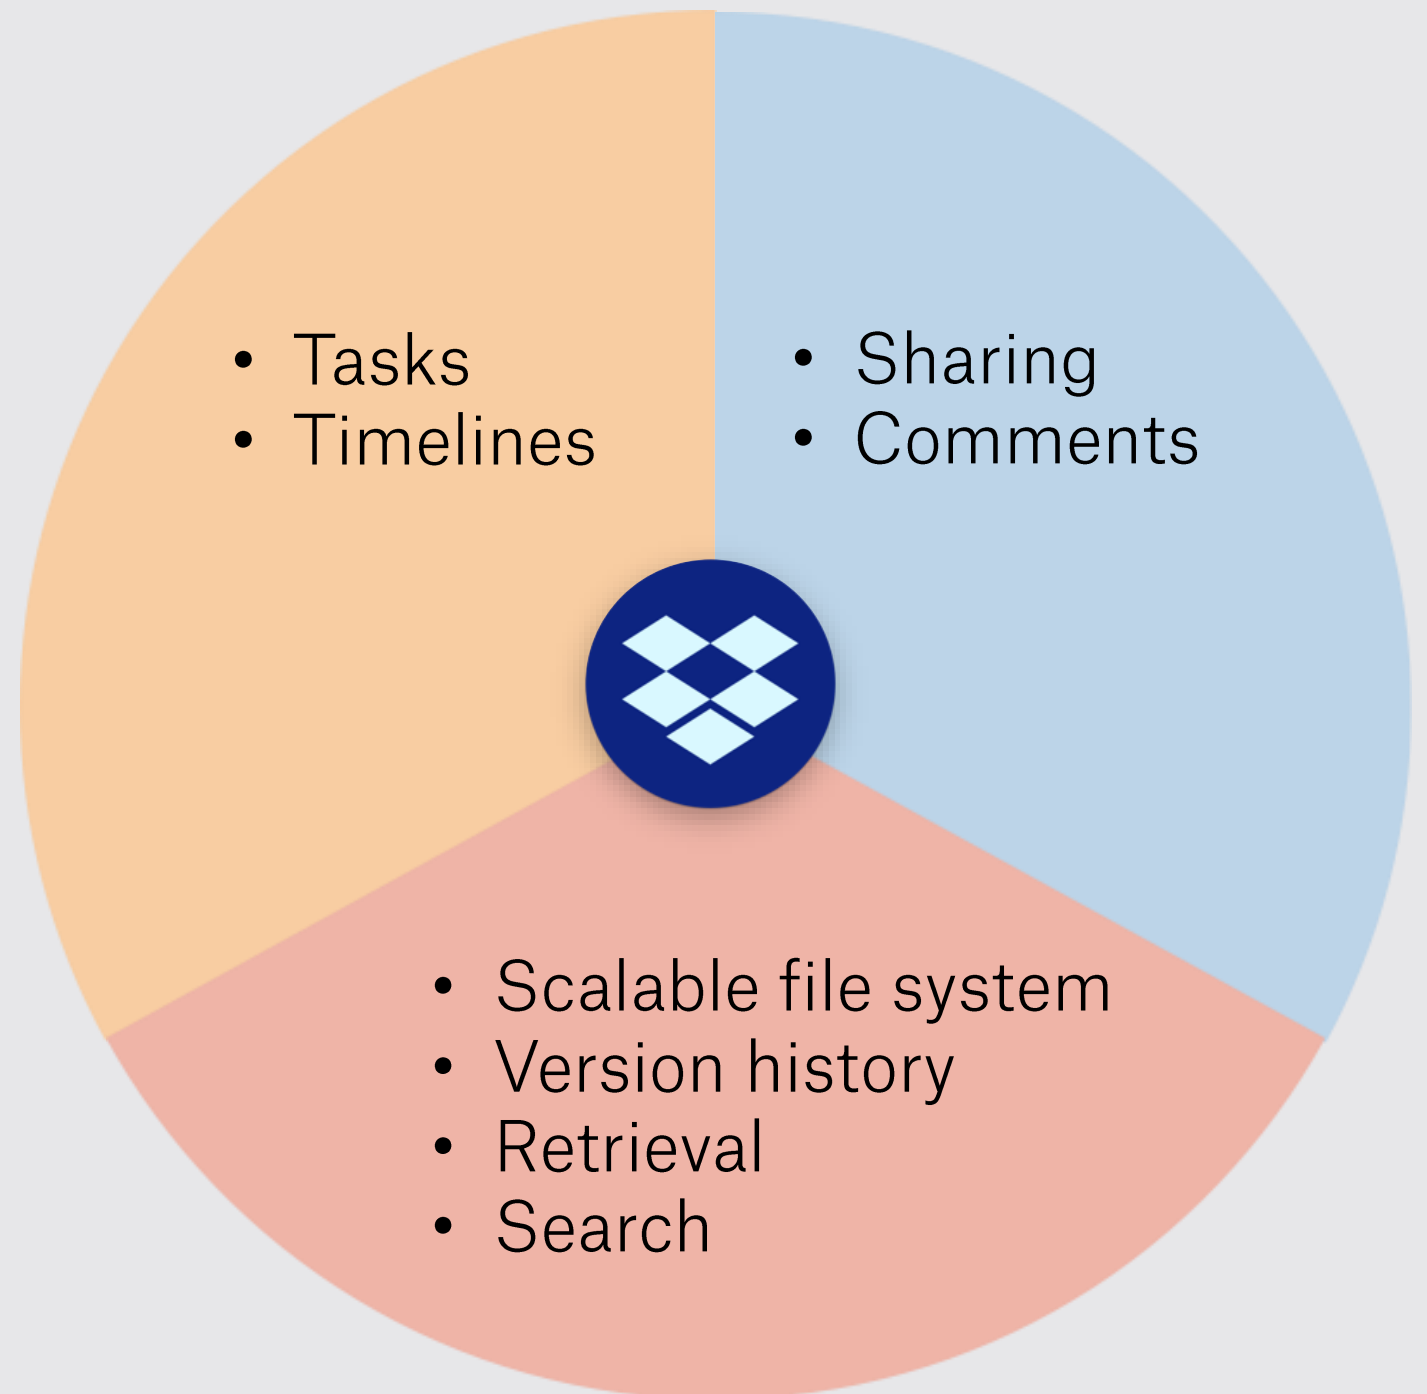 • Tasks
• Timelines
• Sharing
• Comments
• Scalable file system
• Version history
• Retrieval
• Search